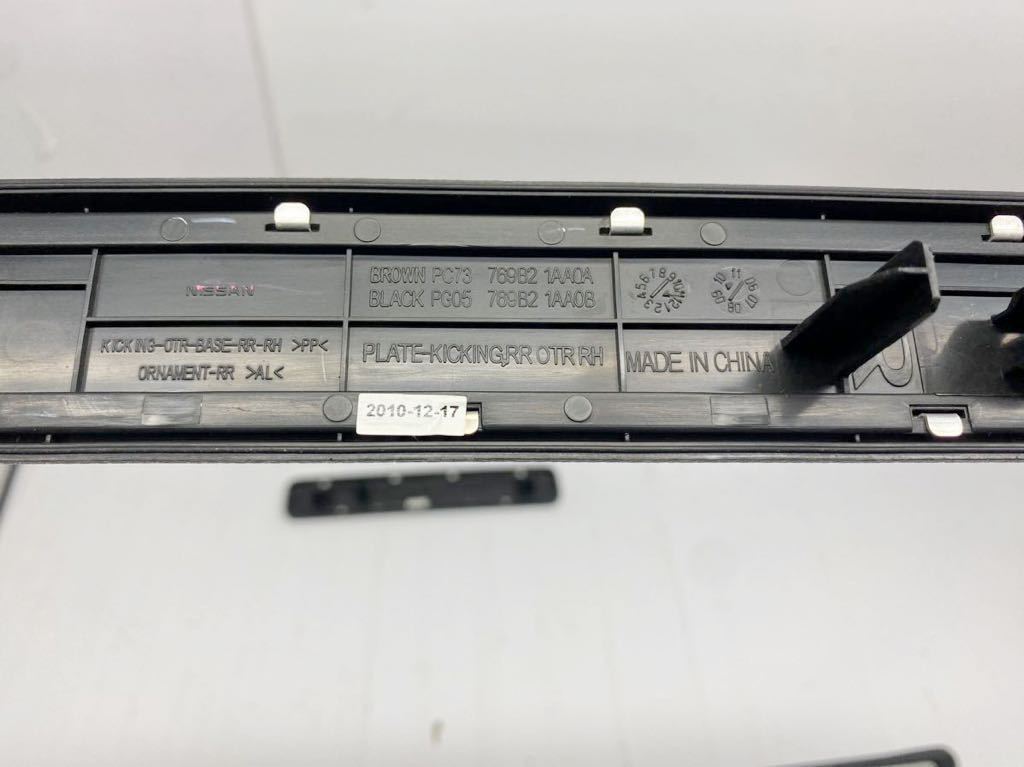 NISSAN
BROWN PC73 769B2 1AA0A
BLACK PG05 769B2 1AA0B
KICKING-OTR-BASE-RR-RH >PP<
ORNAMENT-RR >AL<
PLATE-KICKING,RR OTR RH
MADE IN CHINA
R
2010-12-17